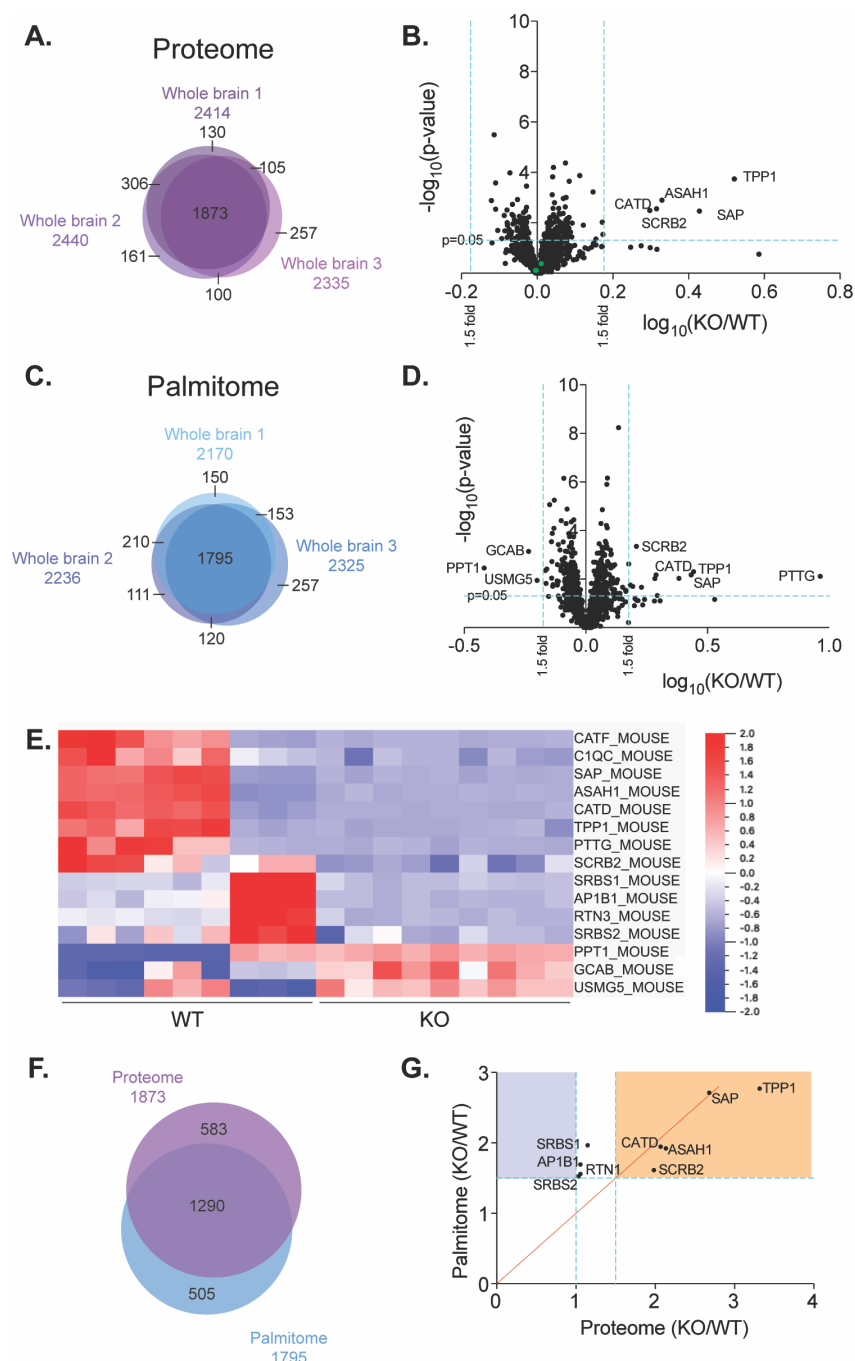 A.
Proteome
Whole brain 1
2414
130
105
306
1873
Whole brain 2
2440
257
161
Whole brain 3
2335
100
B.
10
8
6
4
2
0
-log10(p-value)
TPP1
ASAH1
CATD
SCRB2
SAP
p=0.05
-0.2
0.0
0.2
0.4
0.6
0.8
1.5 fold
1.5 fold
log10(KO/WT)
C.
Palmitome
Whole brain 1
2170
150
153
210
1795
Whole brain 2
2236
Whole brain 3
2325
257
111
120
D.
10
8
6
4
2
0
-log10(p-value)
GCAB
PPT1
USMG5
SCRB2
CATD
TPP1
SAP
PTTG
p=0.05
-0.5
0.0
0.5
1.0
1.5 fold
1.5 fold
log10(KO/WT)
E.
CATF_MOUSE
C1QC_MOUSE
SAP_MOUSE
ASAH1_MOUSE
CATD_MOUSE
TPP1_MOUSE
PTTG_MOUSE
SCRB2_MOUSE
SRBS1_MOUSE
AP1B1_MOUSE
RTN3_MOUSE
SRBS2_MOUSE
PPT1_MOUSE
GCAB_MOUSE
USMG5_MOUSE
WT
KO
2.0
1.8
1.6
1.4
1.2
1.0
0.8
0.6
0.4
0.2
0.0
-0.2
-0.4
-0.6
-0.8
-1.0
-1.2
-1.4
-1.6
-1.8
-2.0
F.
Proteome
1873
583
1290
505
Palmitome
1795
G.
3
2
1
0
Palmitome (KO/WT)
SAP
TPP1
SRBS1
CATD
ASAH1
AP1B1
RTN1
SCRB2
SRBS2
0
1
2
3
4
Proteome (KO/WT)